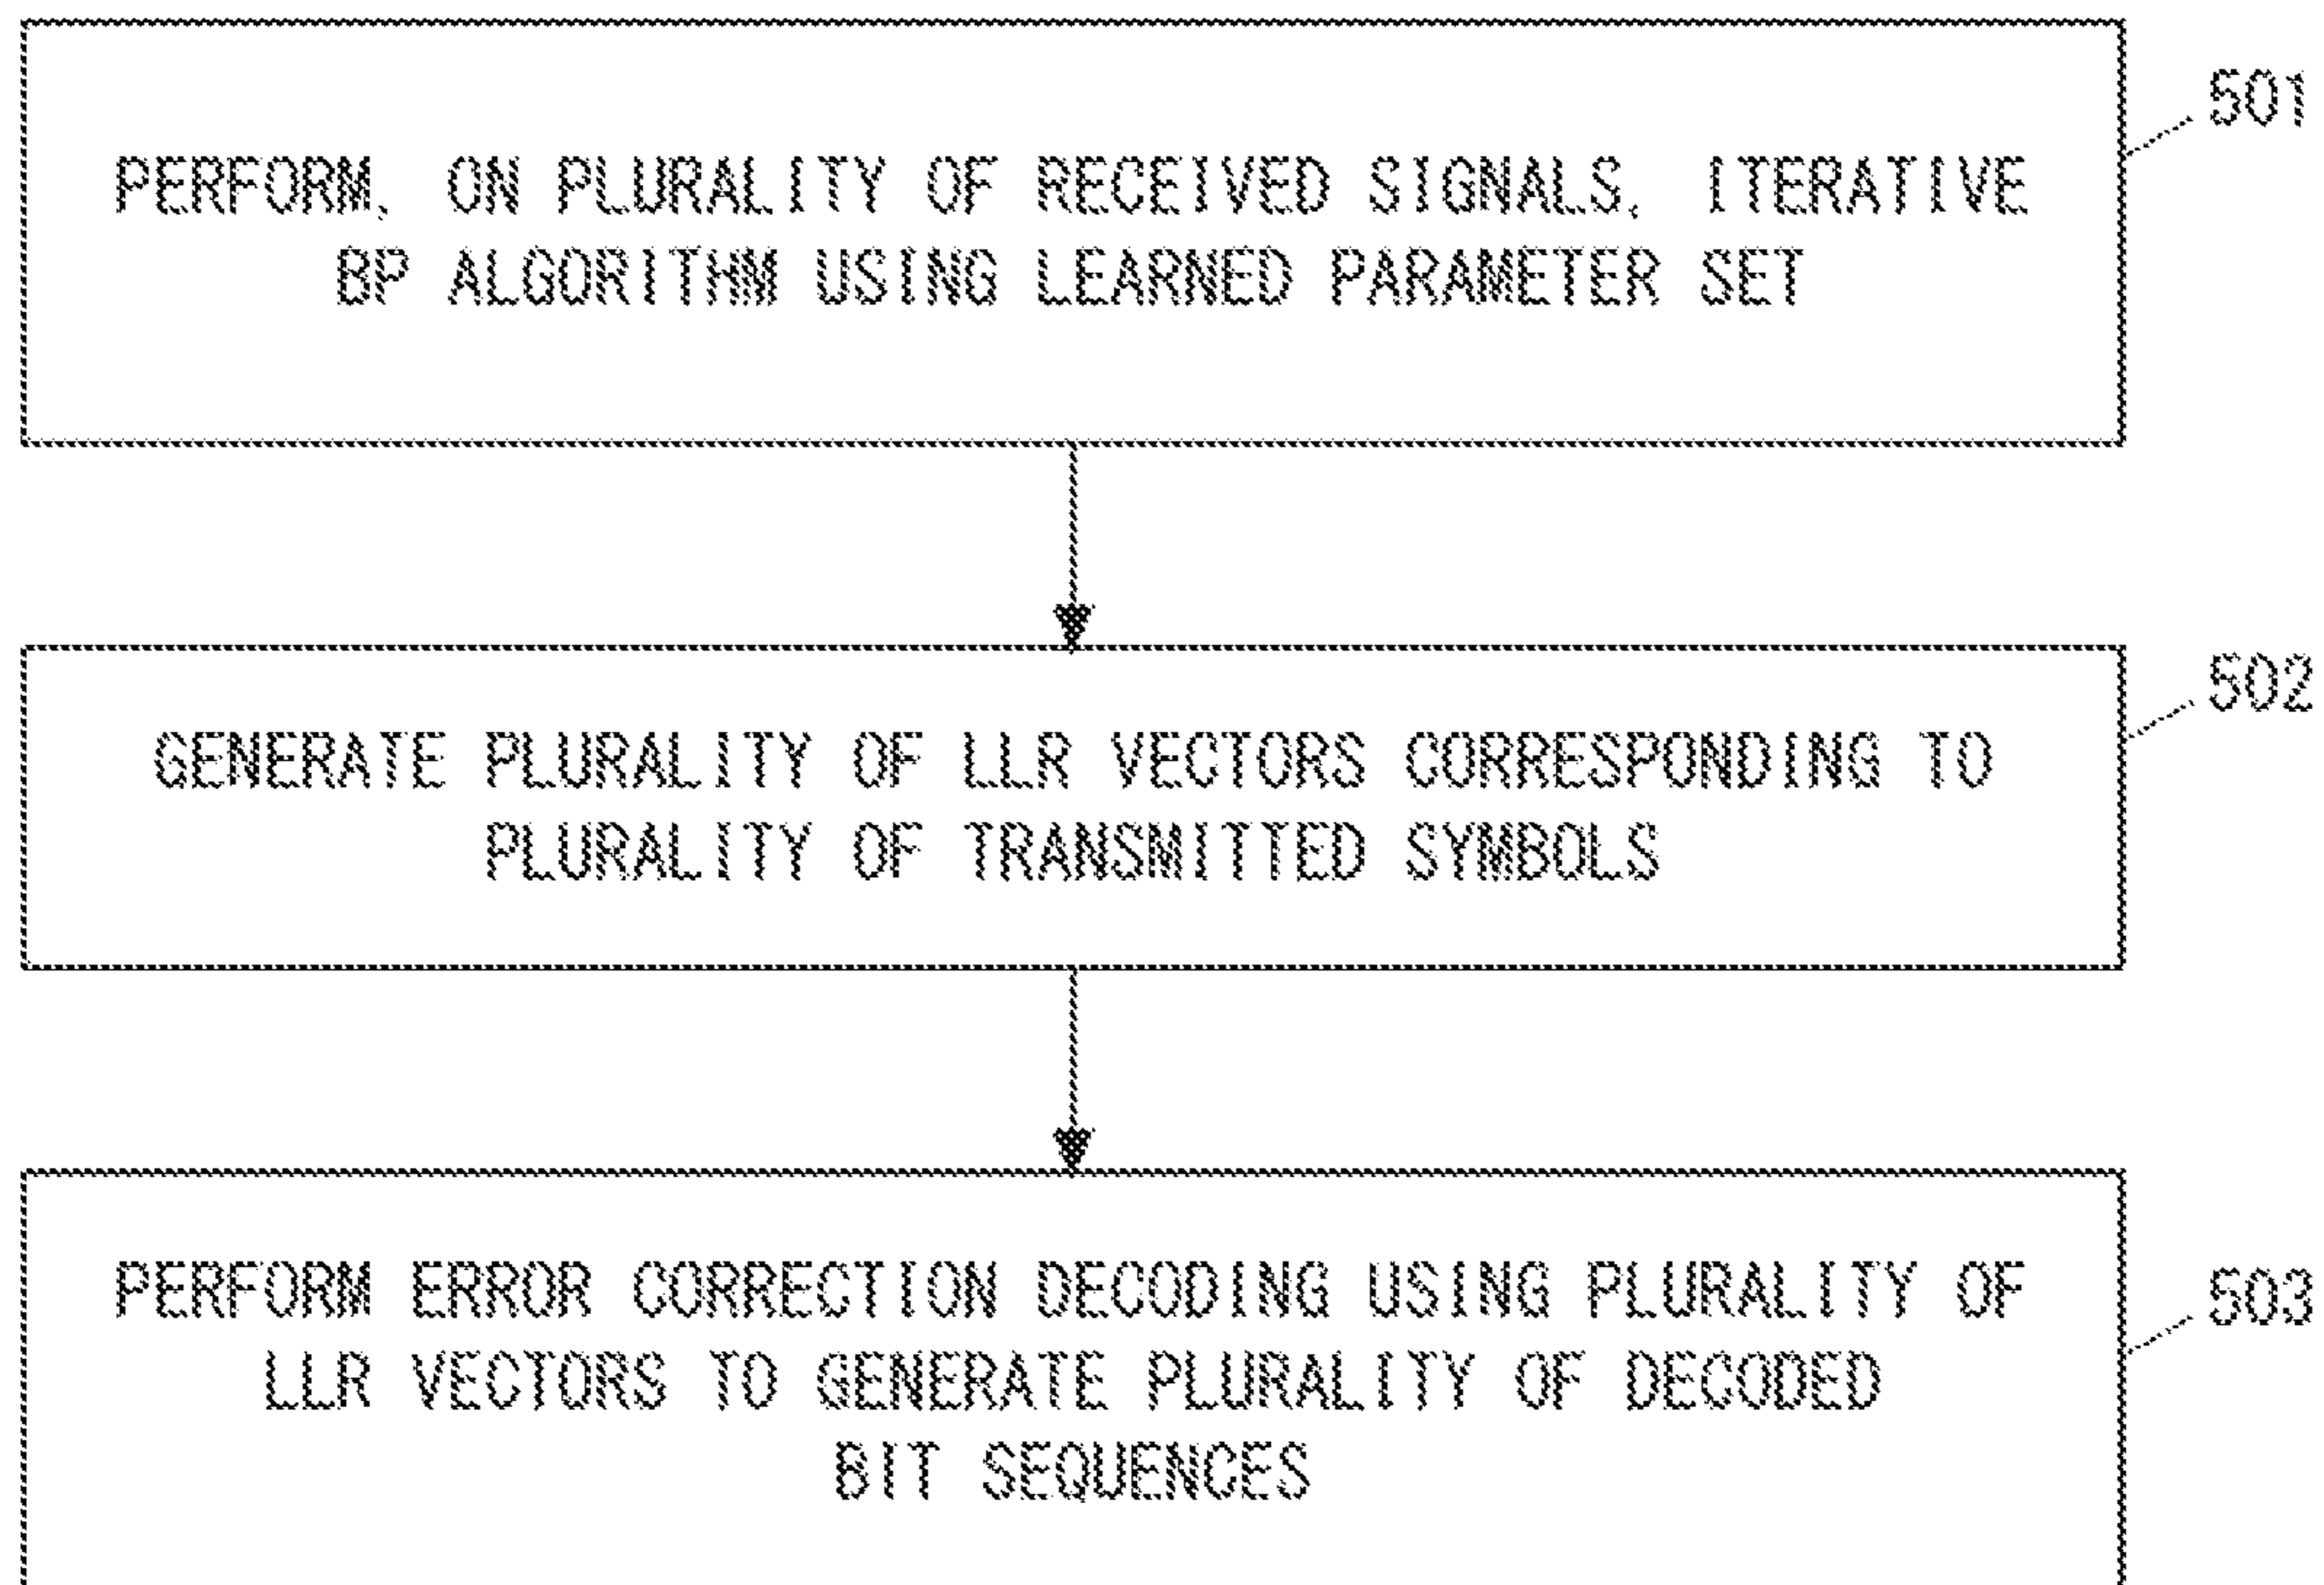 501
PERFORM, ON PLURALITY OF RECEIVED SIGNALS, ITERATIVE
BP ALGORITHM USING LEARNED PARAMETER SET
502
GENERATE PLURALITY OF LLR VECTORS CORRESPONDING TO
PLURALITY OF TRANSMITTED SYMBOLS
503
PERFORM ERROR CORRECTION DECODING USING PLURALITY OF
LLR VECTORS TO GENERATE PLURALITY OF DECODED
BIT SEQUENCES